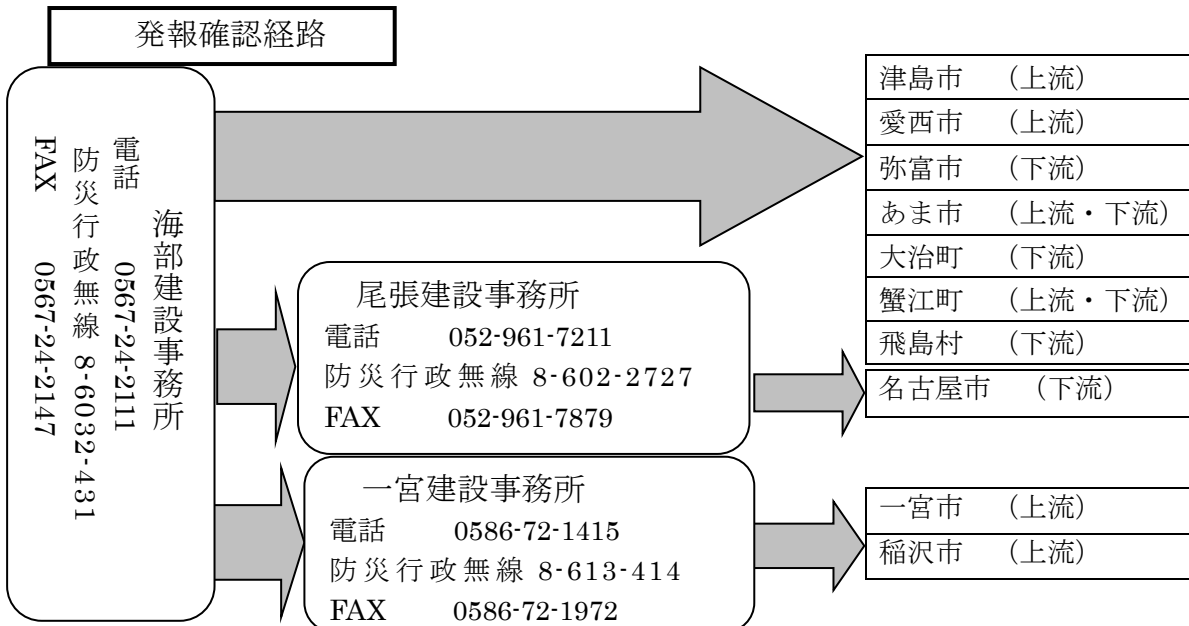 発報確認経路
海部建設事務所
電話 0567-24-2111
防災行政無線 8-6032-431
FAX 0567-24-2147
尾張建設事務所
電話 052-961-7211
防災行政無線 8-602-2727
FAX 052-961-7879
一宮建設事務所
電話 0586-72-1415
防災行政無線 8-613-414
FAX 0586-72-1972
津島市 （上流）
愛西市 （上流）
弥富市 （下流）
あま市 （上流・下流）
大治町 （下流）
蟹江町 （上流・下流）
飛島村 （下流）
名古屋市 （下流）
一宮市 （上流）
稲沢市 （上流）